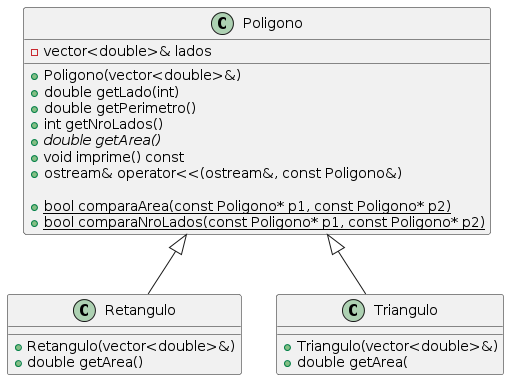 C Poligono
vector<double>& lados
Poligono(vector<double>&)
double getLado(int)
double getPerimetro()
int getNroLados()
double getArea()
void imprime() const
ostream& operator<<(ostream&, const Poligono&)
bool comparaArea(const Poligono* p1, const Poligono* p2)
bool comparaNroLados(const Poligono* p1, const Poligono* p2)
C Retangulo
Retangulo(vector<double>&)
double getArea()
C Triangulo
Triangulo(vector<double>&)
double getArea(